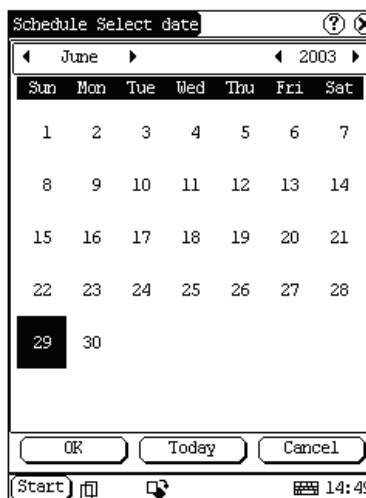 Schedule Select date ?
June 2003
Sun Mon Tue Wed Thu Fri Sat
1 2 3 4 5 6 7
8 9 10 11 12 13 14
15 16 17 18 19 20 21
22 23 24 25 26 27 28
29 30
OK Today Cancel
Start 14:49